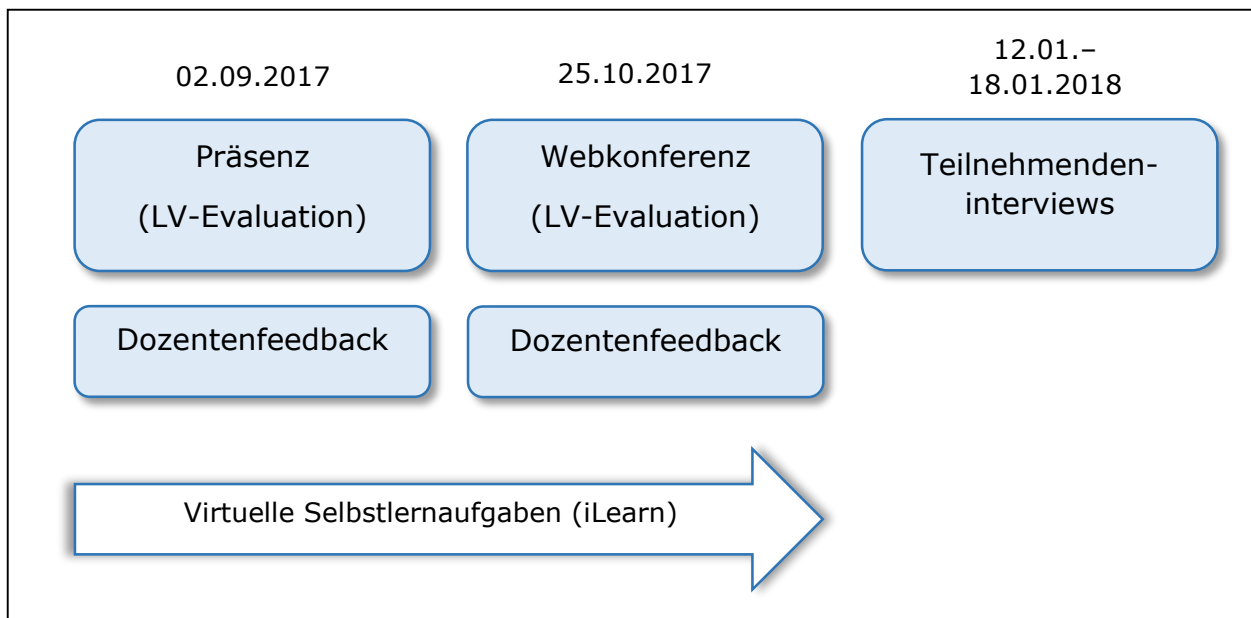 02.09.2017
25.10.2017
12.01.–
18.01.2018
Präsenz
(LV-Evaluation)
Webkonferenz
(LV-Evaluation)
Teilnehmenden-
interviews
Dozentenfeedback
Dozentenfeedback
Virtuelle Selbstlernaufgaben (iLearn)